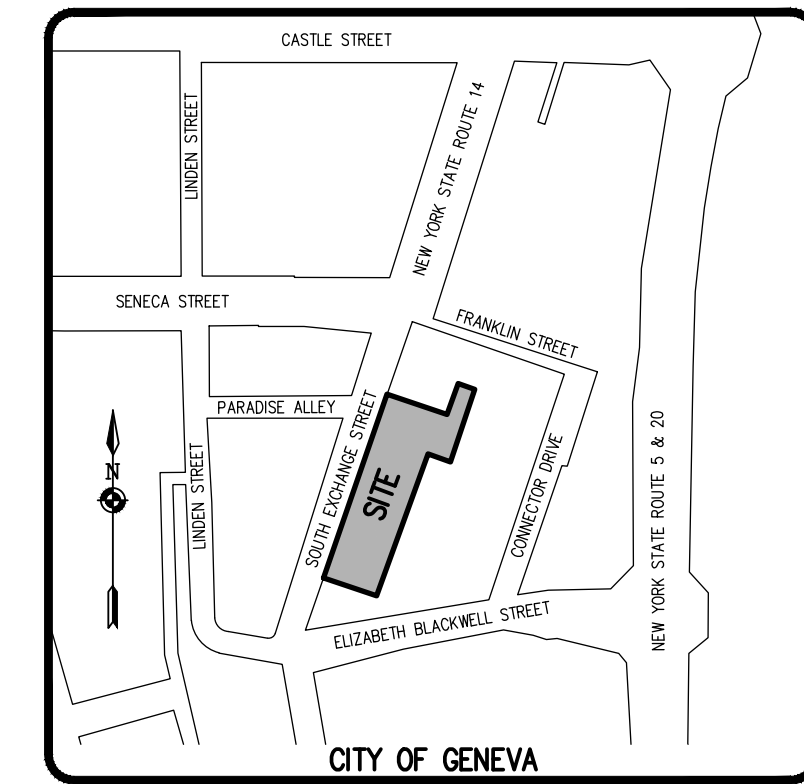 CASTLE STREET
LINDEN STREET
NEW YORK STATE ROUTE 14
SENECA STREET
FRANKLIN STREET
PARADISE ALLEY
SOUTH EXCHANGE STREET
NEW YORK STATE ROUTE 5 & 20
N
LINDEN STREET
SITE
CONNECTOR DRIVE
ELIZABETH BLACKWELL STREET
CITY OF GENEVA